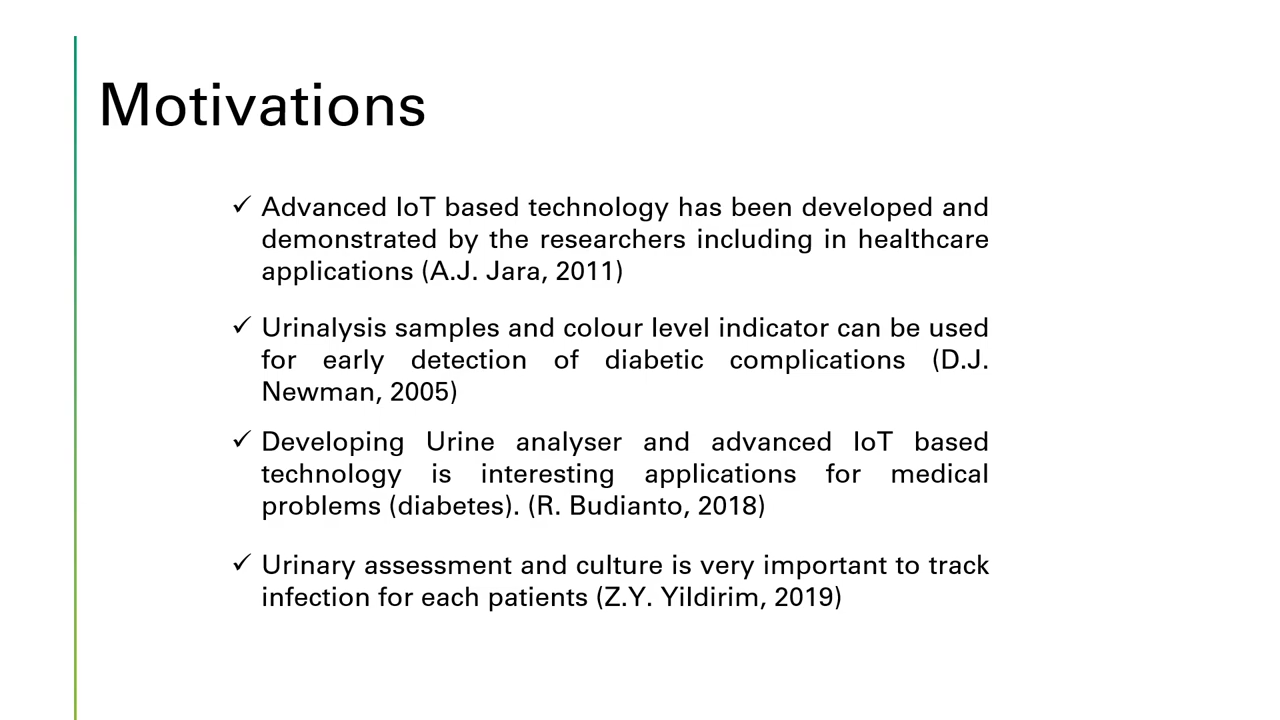 Motivations
✓ Advanced IoT based technology has been developed and
demonstrated by the researchers including in healthcare
applications (A.J. Jara, 2011)
✓ Urinalysis samples and colour level indicator can be used
for early detection of diabetic complications (D.J.
Newman, 2005)
✓ Developing Urine analyser and advanced IoT based
technology is interesting applications for medical
problems (diabetes). (R. Budianto, 2018)
✓ Urinary assessment and culture is very important to track
infection for each patients (Z.Y. Yildirim, 2019)